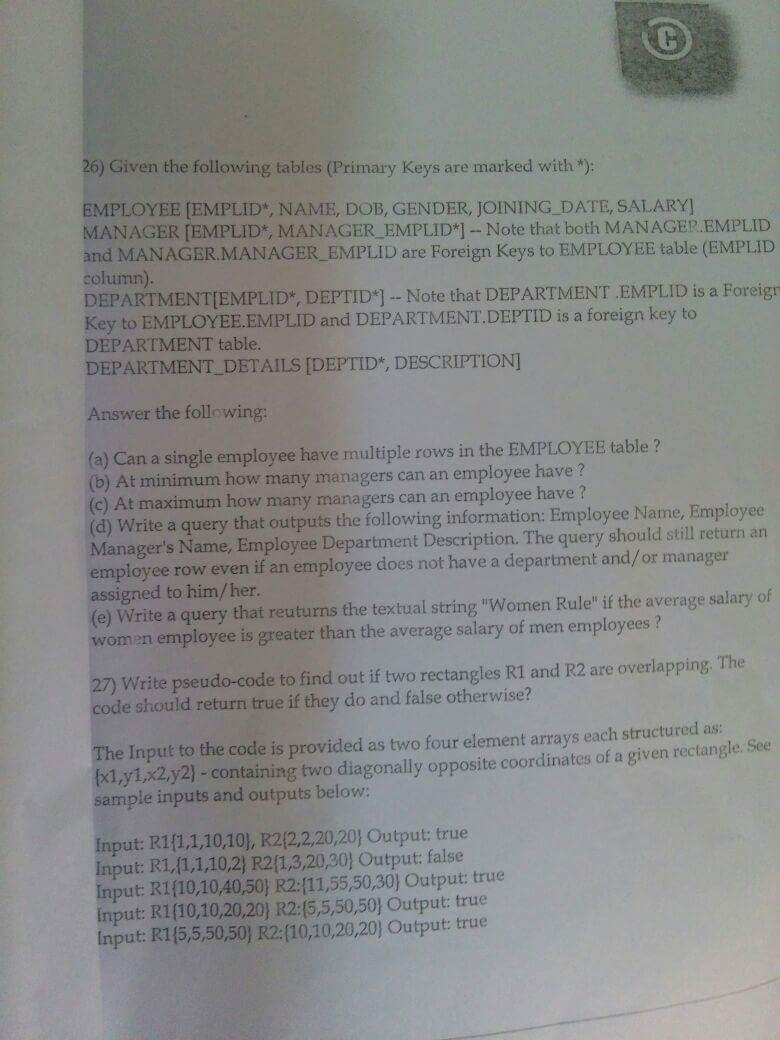 C
26) Given the following tables (Primary Keys are marked with *):
EMPLOYEE [EMPLID*, NAME, DOB, GENDER, JOINING_DATE, SALARY]
MANAGER [EMPLID*, MANAGER_EMPLID*] -- Note that both MANAGER.EMPLID
and MANAGER.MANAGER_EMPLID are Foreign Keys to EMPLOYEE table (EMPLID
column).
DEPARTMENT[EMPLID*, DEPTID*] -- Note that DEPARTMENT .EMPLID is a Foreign
Key to EMPLOYEE.EMPLID and DEPARTMENT.DEPTID is a foreign key to
DEPARTMENT table.
DEPARTMENT_DETAILS [DEPTID*, DESCRIPTION]
Answer the following:
(a) Can a single employee have multiple rows in the EMPLOYEE table ?
(b) At minimum how many managers can an employee have ?
(c) At maximum how many managers can an employee have ?
(d) Write a query that outputs the following information: Employee Name, Employee
Manager's Name, Employee Department Description. The query should still return an
employee row even if an employee does not have a department and/or manager
assigned to him/her.
(e) Write a query that reuturns the textual string "Women Rule" if the average salary of
women employee is greater than the average salary of men employees ?
27) Write pseudo-code to find out if two rectangles R1 and R2 are overlapping. The
code should return true if they do and false otherwise?
The Input to the code is provided as two four element arrays each structured as:
{x1,y1,x2,y2} - containing two diagonally opposite coordinates of a given rectangle. See
sample inputs and outputs below:
Input: R1{1,1,10,10}, R2{2,2,20,20} Output: true
Input: R1,{1,1,10,2} R2{1,3,20,30} Output: false
Input: R1{10,10,40,50} R2:{11,55,50,30} Output: true
Input: R1{10,10,20,20} R2:{5,5,50,50} Output: true
Input: R1{5,5,50,50} R2:{10,10,20,20} Output: true